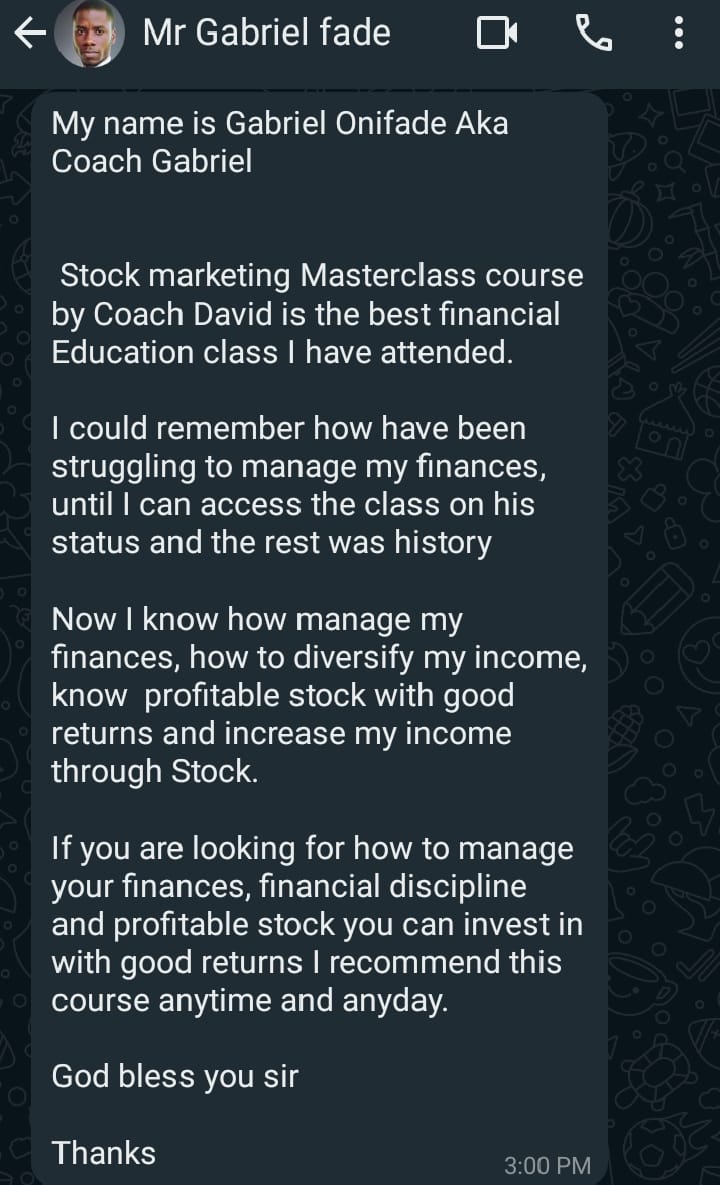 Mr Gabriel fade
My name is Gabriel Onifade Aka
Coach Gabriel
Stock marketing Masterclass course
by Coach David is the best financial
Education class I have attended.
I could remember how have been
struggling to manage my finances,
until I can access the class on his
status and the rest was history
Now I know how manage my
finances, how to diversify my income,
know  profitable stock with good
returns and increase my income
through Stock.
If you are looking for how to manage
your finances, financial discipline
and profitable stock you can invest in
with good returns I recommend this
course anytime and anyday.
God bless you sir
Thanks
3:00 PM